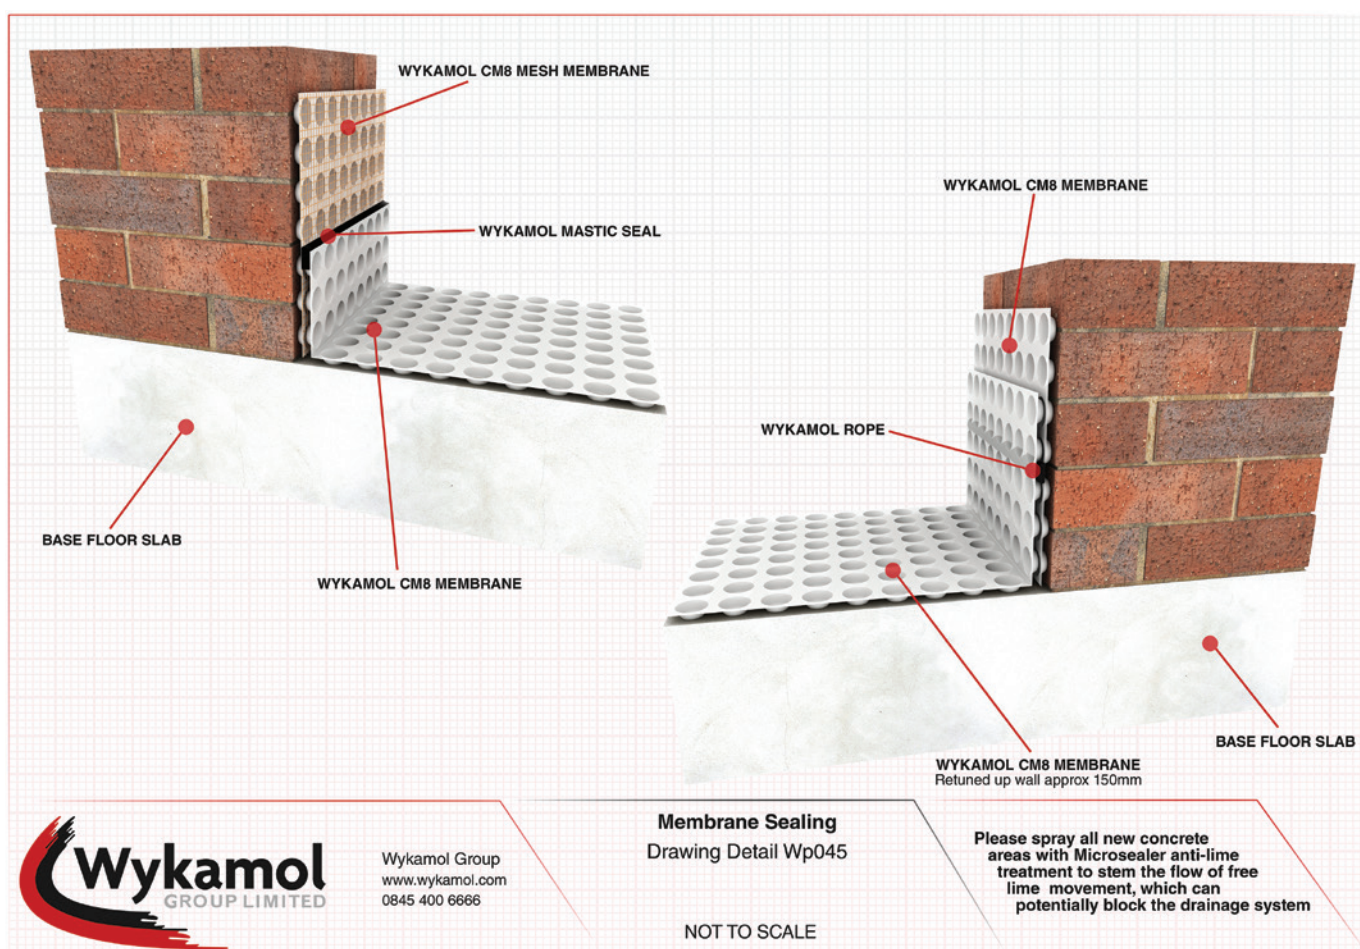 WYKAMOL CM8 MESH MEMBRANE
WYKAMOL MASTIC SEAL
BASE FLOOR SLAB
WYKAMOL CM8 MEMBRANE
WYKAMOL CM8 MEMBRANE
WYKAMOL ROPE
BASE FLOOR SLAB
WYKAMOL CM8 MEMBRANE
Retuned up wall approx 150mm
Wykamol
GROUP LIMITED
Wykamol Group
www.wykamol.com
0845 400 6666
Membrane Sealing
Drawing Detail Wp045
NOT TO SCALE
Please spray all new concrete
areas with Microsealer anti-lime
treatment to stem the flow of free
lime movement, which can
potentially block the drainage system